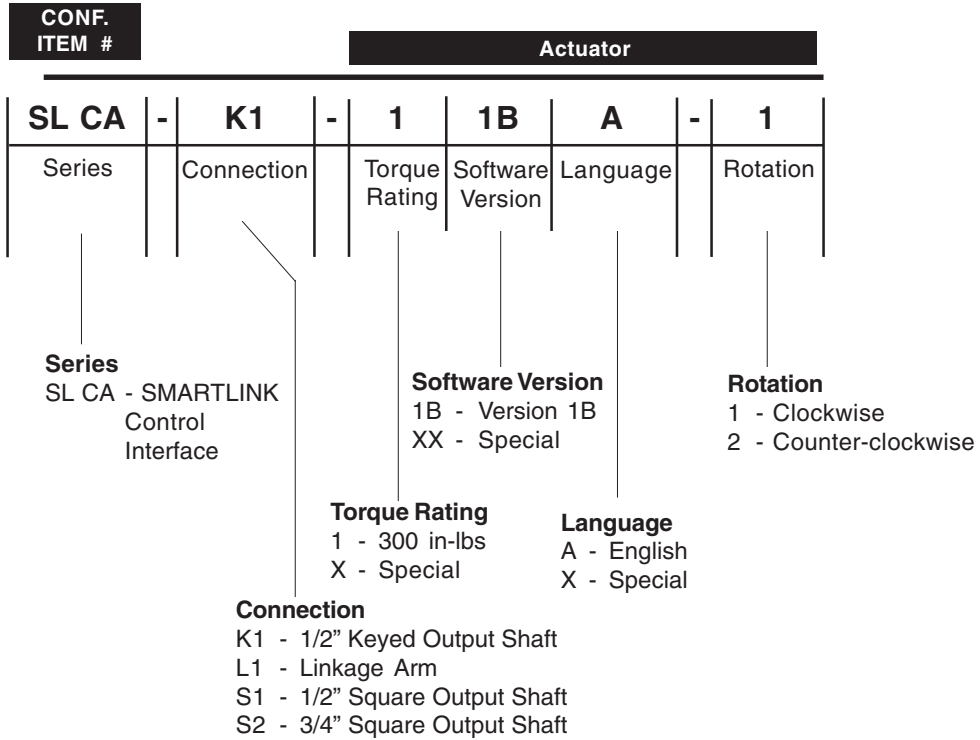 CONF.
ITEM #
Actuator
SL CA - K1 - 1 1B A - 1
Series Connection Torque Rating Software Version Language Rotation
Series
SL CA - SMARTLINK
Control
Interface
Software Version
1B - Version 1B
XX - Special
Rotation
1 - Clockwise
2 - Counter-clockwise
Torque Rating
1 - 300 in-lbs
X - Special
Language
A - English
X - Special
Connection
K1 - 1/2” Keyed Output Shaft
L1 - Linkage Arm
S1 - 1/2” Square Output Shaft
S2 - 3/4” Square Output Shaft